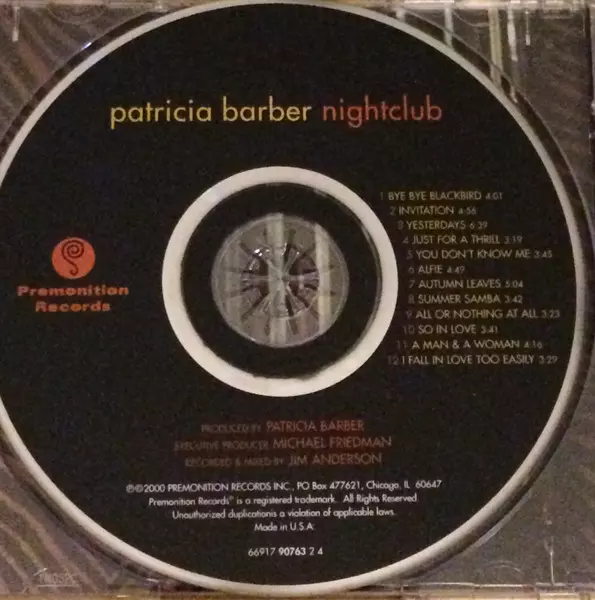 patricia barber nightclub
1 BYE BYE BLACKBIRD 4:01
2 INVITATION 4:56
3 YESTERDAYS 6:39
4 JUST FOR A THRILL 3:19
5 YOU DON'T KNOW ME 3:45
6 ALFIE 4:49
7 AUTUMN LEAVES 5:04
8 SUMMER SAMBA 3:42
9 ALL OR NOTHING AT ALL 3:23
10 SO IN LOVE 3:41
11 A MAN & A WOMAN 4:16
12 I FALL IN LOVE TOO EASILY 3:29
Premonition
Records
PRODUCED BY PATRICIA BARBER
EXECUTIVE PRODUCER MICHAEL FRIEDMAN
RECORDED & MIXED BY JIM ANDERSON
℗©2000 PREMONITION RECORDS INC., PO Box 477621, Chicago, IL 60647
Premonition Records® is a registered trademark. All Rights Reserved
Unauthorized duplicationis a violation of applicable laws.
Made in U.S.A.
66917 90763 2 4